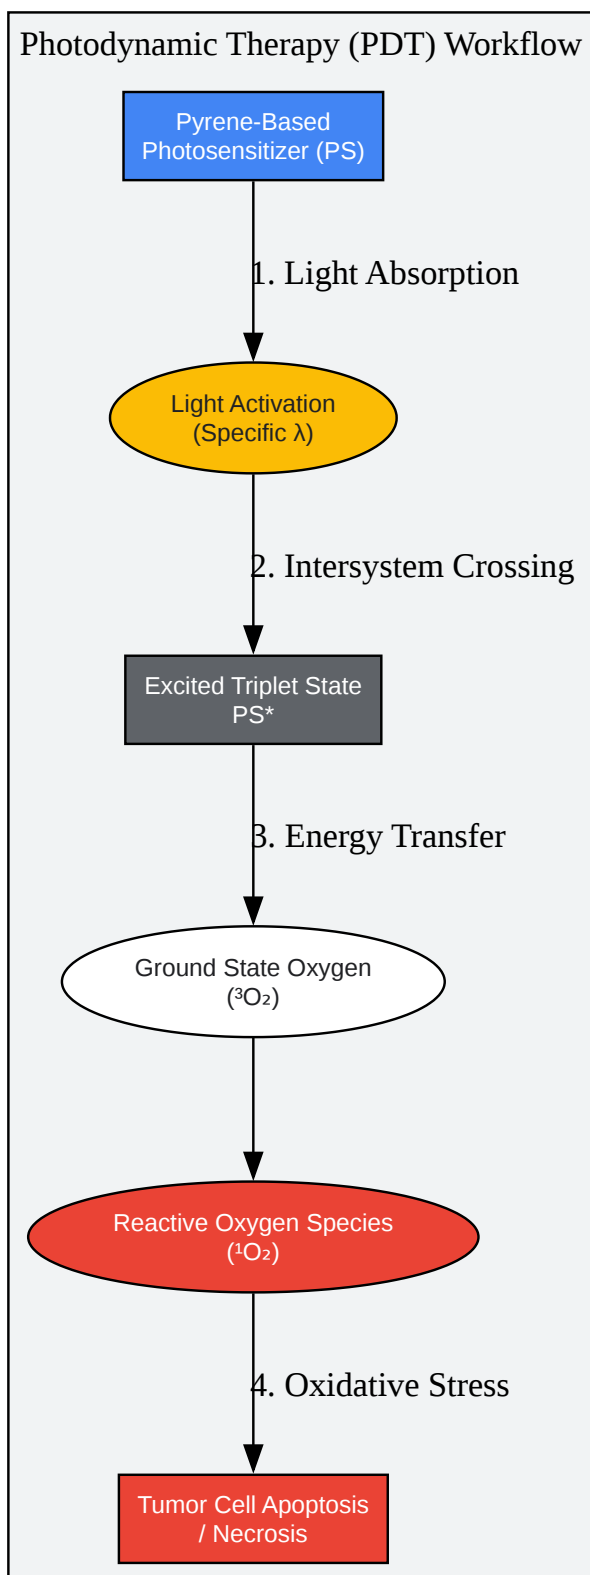 Photodynamic Therapy (PDT) Workflow
Pyrene-Based
Photosensitizer (PS)
1. Light Absorption
Light Activation
(Specific λ)
2. Intersystem Crossing
Excited Triplet State
PS*
3. Energy Transfer
Ground State Oxygen
(³O₂)
Reactive Oxygen Species
(¹O₂)
4. Oxidative Stress
Tumor Cell Apoptosis
/ Necrosis